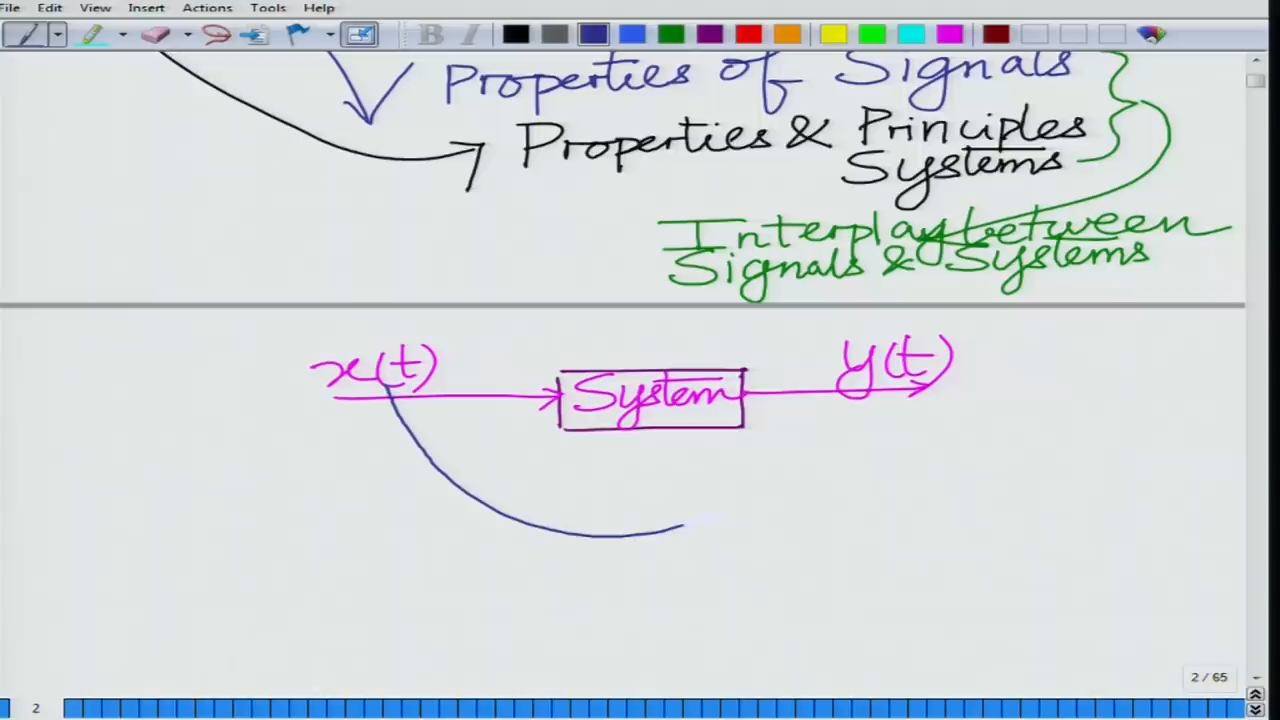 File Edit View Insert Actions Tools Help
B I
Properties of Signals
Properties & Principles
Systems
Interplay between
Signals & Systems
x(t) System y(t)
2 / 65
2